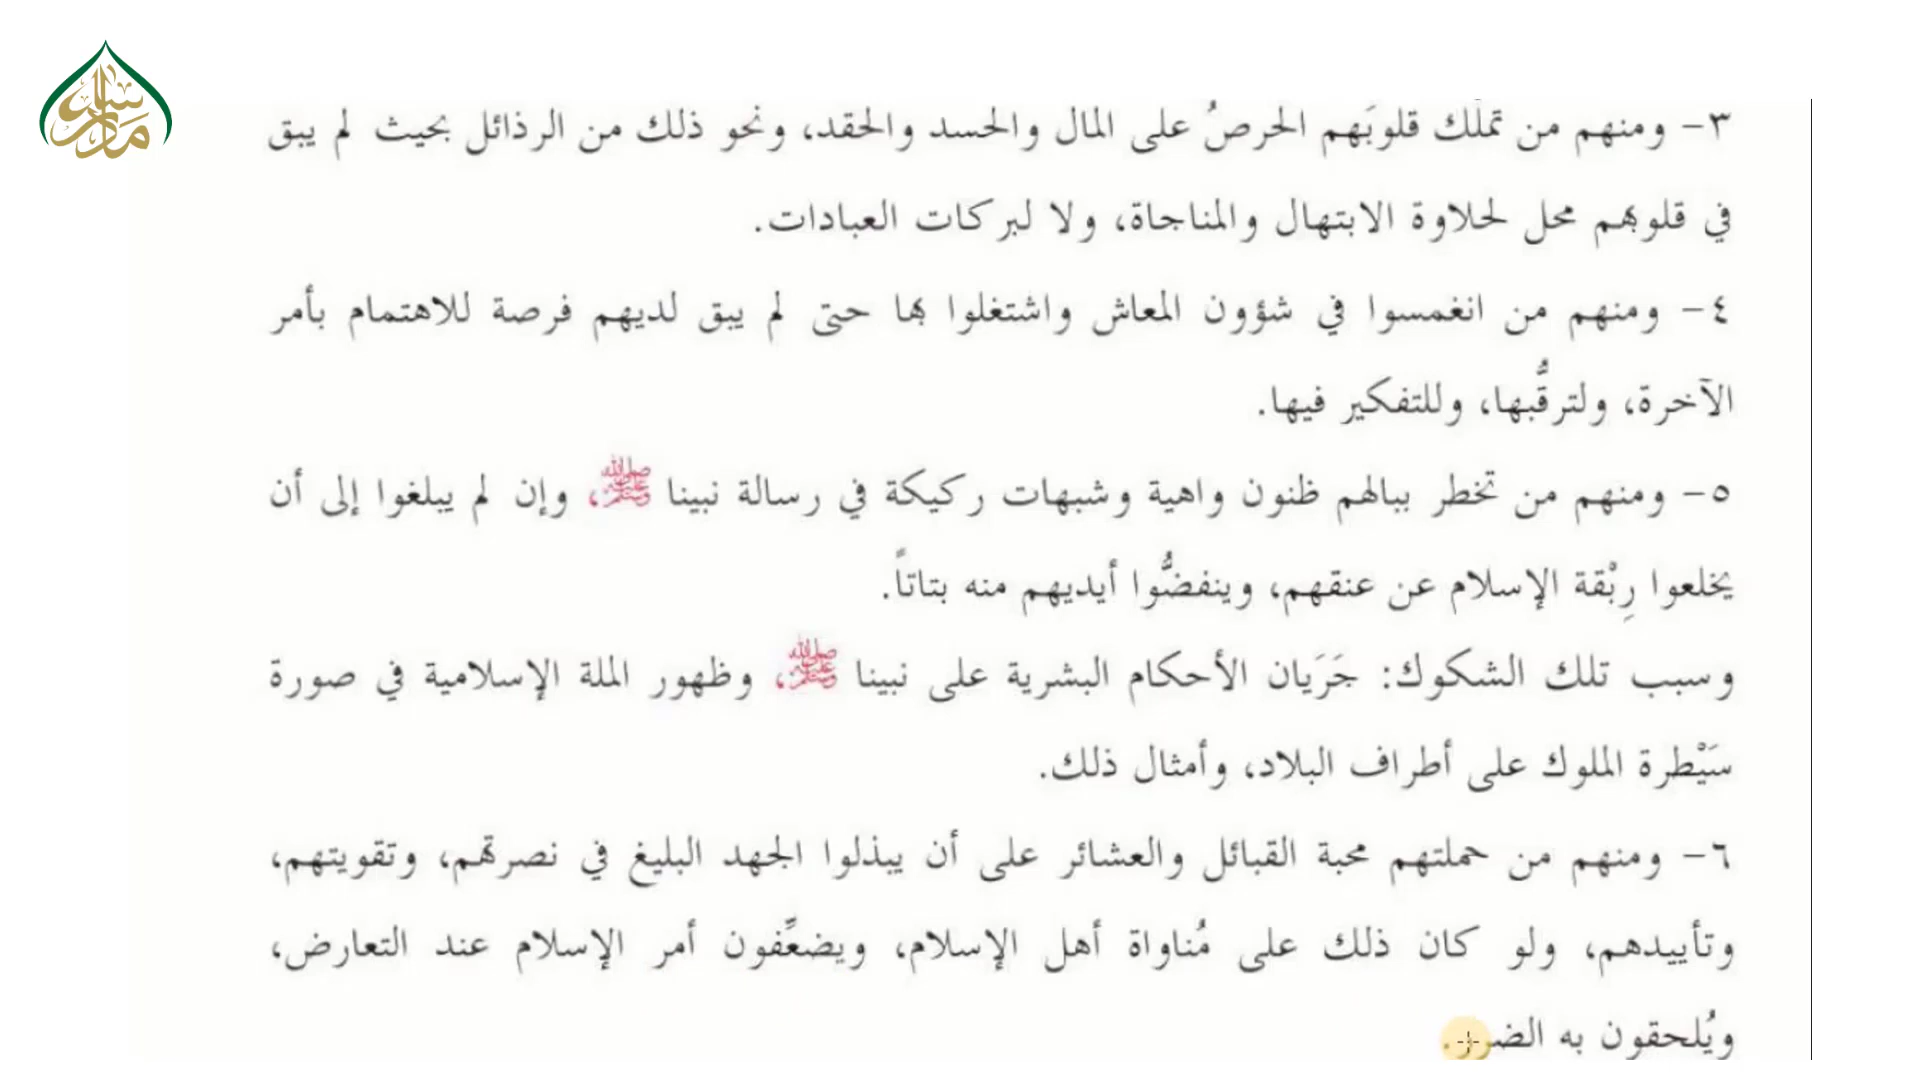 مدارس
٣- ومنهم من تملَّك قلوبَهم الحرصُ على المال والحسد والحقد، ونحو ذلك من الرذائل بحيث لم يبق
في قلوبهم محل لحلاوة الابتهال والمناجاة، ولا لبركات العبادات.
٤- ومنهم من انغمسوا في شؤون المعاش واشتغلوا بها حتى لم يبق لديهم فرصة للاهتمام بأمر
الآخرة، ولترقُّبها، وللتفكير فيها.
٥- ومنهم من تخطر ببالهم ظنون واهية وشبهات ركيكة في رسالة نبينا ﷺ، وإن لم يبلغوا إلى أن
يخلعوا رِبْقة الإسلام عن عنقهم، وينفضُّوا أيديهم منه بتاتاً.
وسبب تلك الشكوك: جَرَيان الأحكام البشرية على نبينا ﷺ، وظهور الملة الإسلامية في صورة
سَيْطرة الملوك على أطراف البلاد، وأمثال ذلك.
٦- ومنهم من حملتهم محبة القبائل والعشائر على أن يبذلوا الجهد البليغ في نصرتهم، وتقويتهم،
وتأييدهم، ولو كان ذلك على مُناواة أهل الإسلام، ويضعِّفون أمر الإسلام عند التعارض،
ويُلحقون به الضرر.